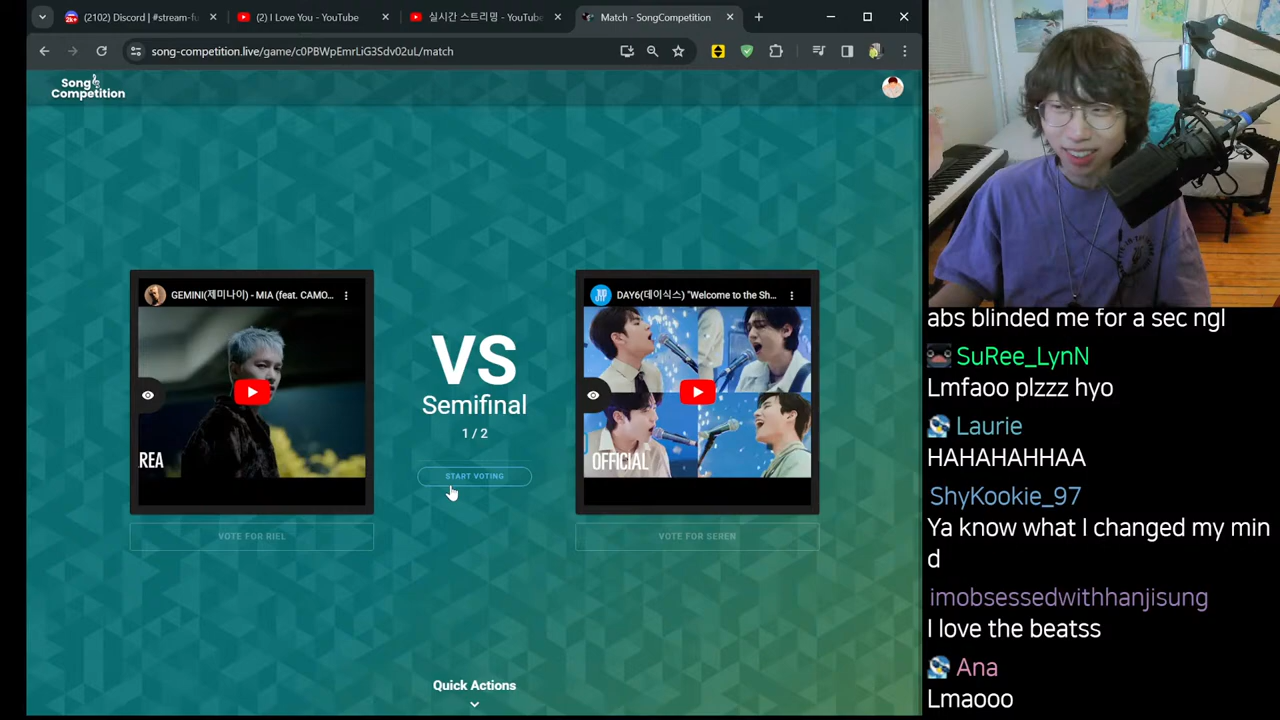 (2102) Discord | #stream-fu
(2) I Love You - YouTube
실시간 스트리밍 - YouTube
Match - SongCompetition
song-competition.live/game/c0PBWpEmrLiG3Sdv02uL/match
Song
Competition
GEMINI(제미나이) - MIA (feat. CAMO...
REA
VOTE FOR RIEL
VS
Semifinal
1 / 2
START VOTING
DAY6(데이식스) "Welcome to the Sh...
OFFICIAL
VOTE FOR SEREN
Quick Actions
abs blinded me for a sec ngl
SuRee_LynN
Lmfaoo plzzz hyo
Laurie
HAHAHAHHAA
ShyKookie_97
Ya know what I changed my min
d
imobsessedwithhanjisung
I love the beatss
Ana
Lmaooo